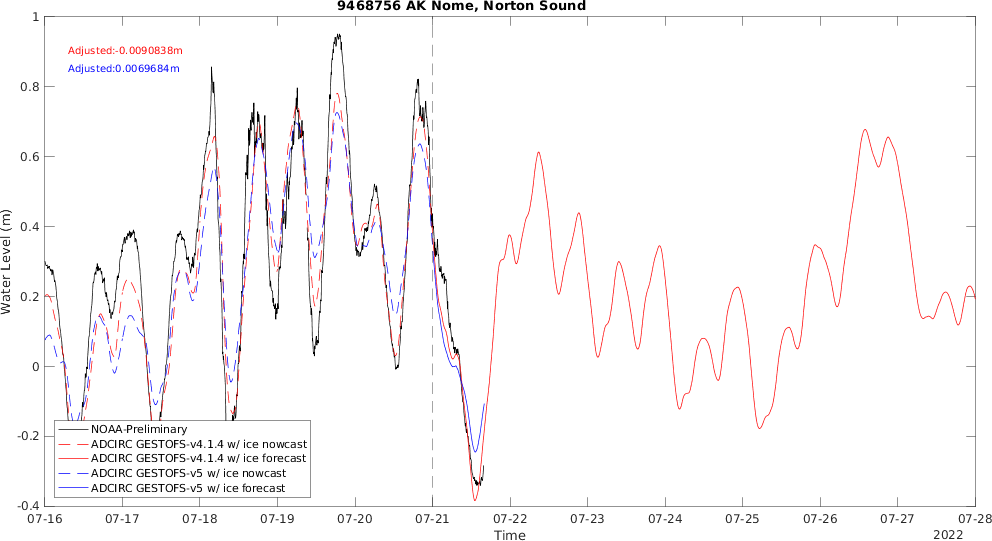 9468756 AK Nome, Norton Sound
Adjusted:-0.0090838m
Adjusted:0.0069684m
Water Level (m)
1
0.8
0.6
0.4
0.2
0
-0.2
-0.4
NOAA-Preliminary
ADCIRC GESTOFS-v4.1.4 w/ ice nowcast
ADCIRC GESTOFS-v4.1.4 w/ ice forecast
ADCIRC GESTOFS-v5 w/ ice nowcast
ADCIRC GESTOFS-v5 w/ ice forecast
07-16 07-17 07-18 07-19 07-20 07-21 07-22 07-23 07-24 07-25 07-26 07-27 07-28
Time
2022